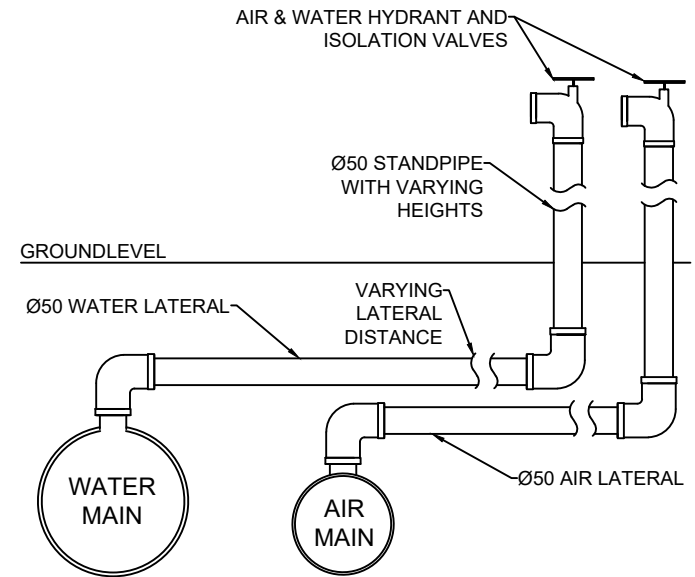 AIR & WATER HYDRANT AND
ISOLATION VALVES
Ø50 STANDPIPE
WITH VARYING
HEIGHTS
GROUNDLEVEL
Ø50 WATER LATERAL
VARYING
LATERAL
DISTANCE
Ø50 AIR LATERAL
WATER
MAIN
AIR
MAIN